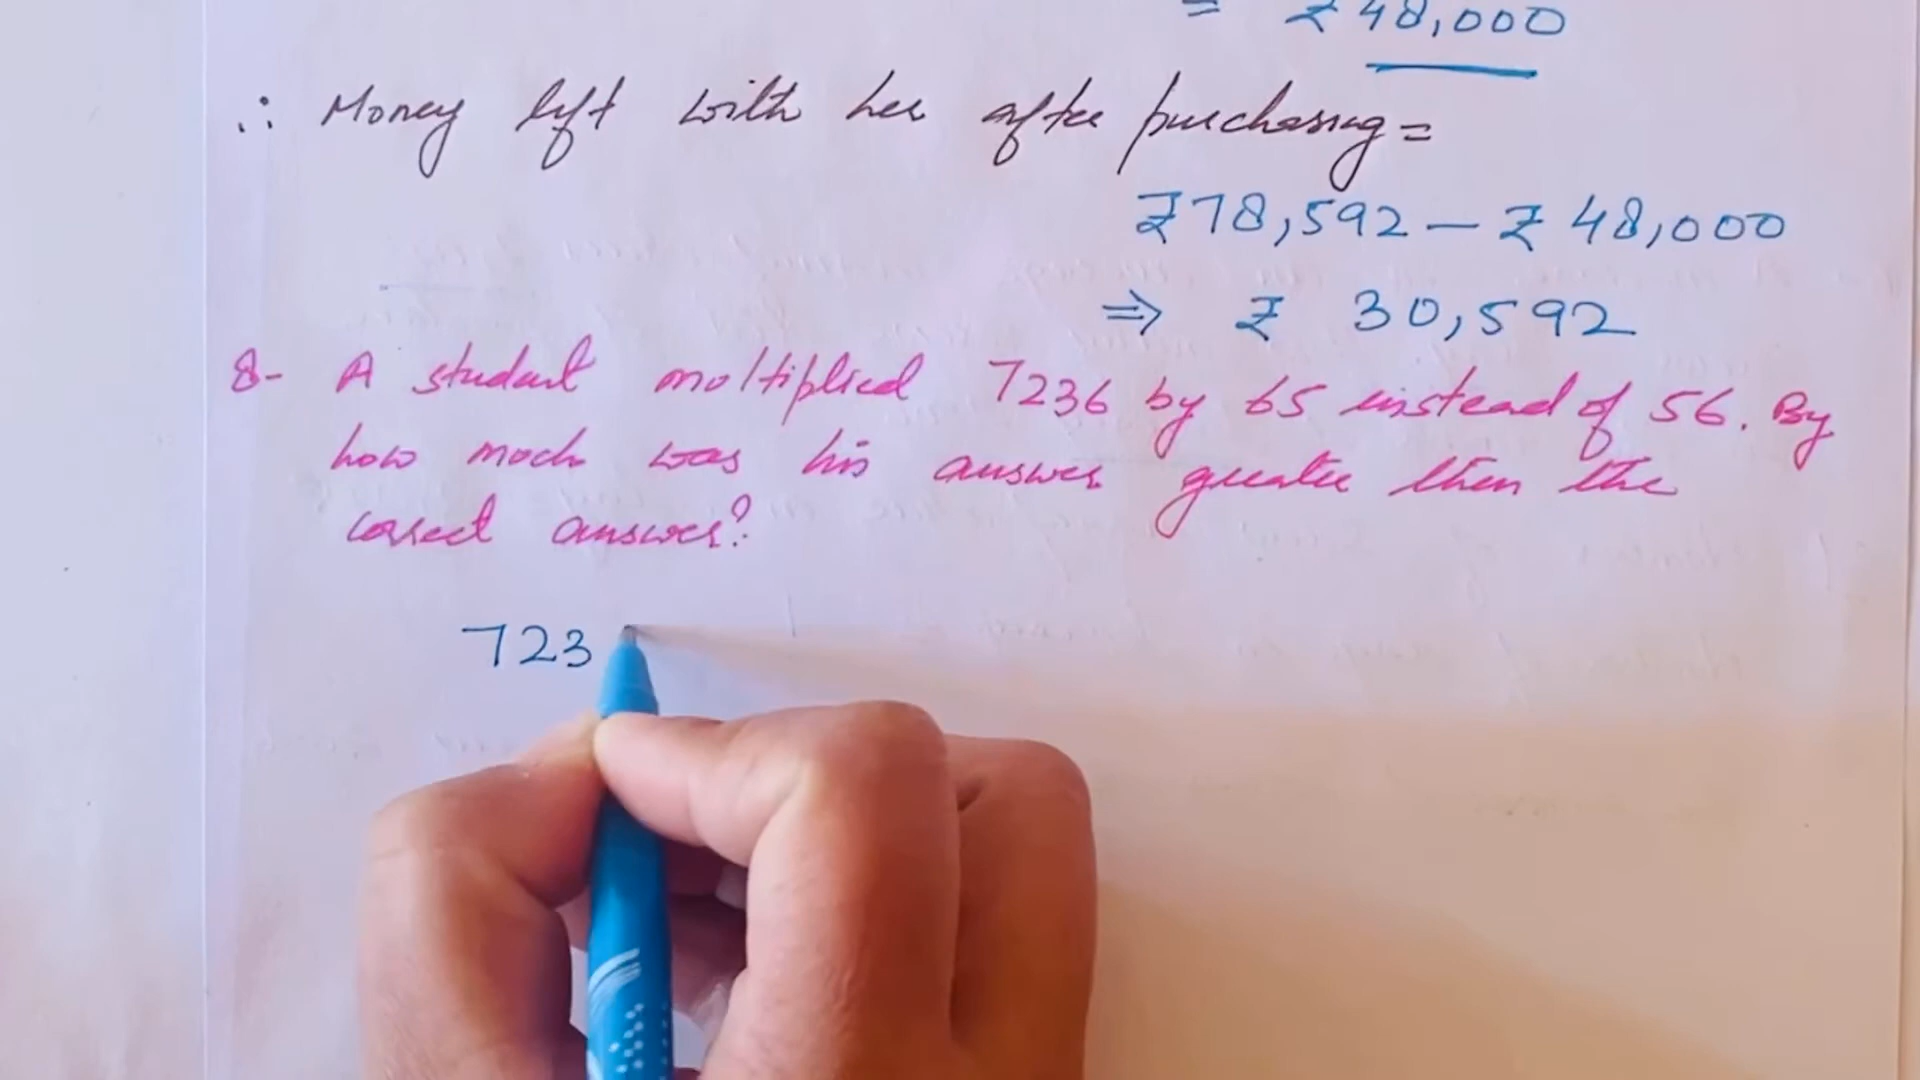 = ₹ 48,000
∴ Money left with her after purchasing =
₹78,592 - ₹ 48,000
⇒ ₹ 30,592
8- A student multiplied 7236 by 65 instead of 56. By
how much was his answer greater then the
correct answer?
723